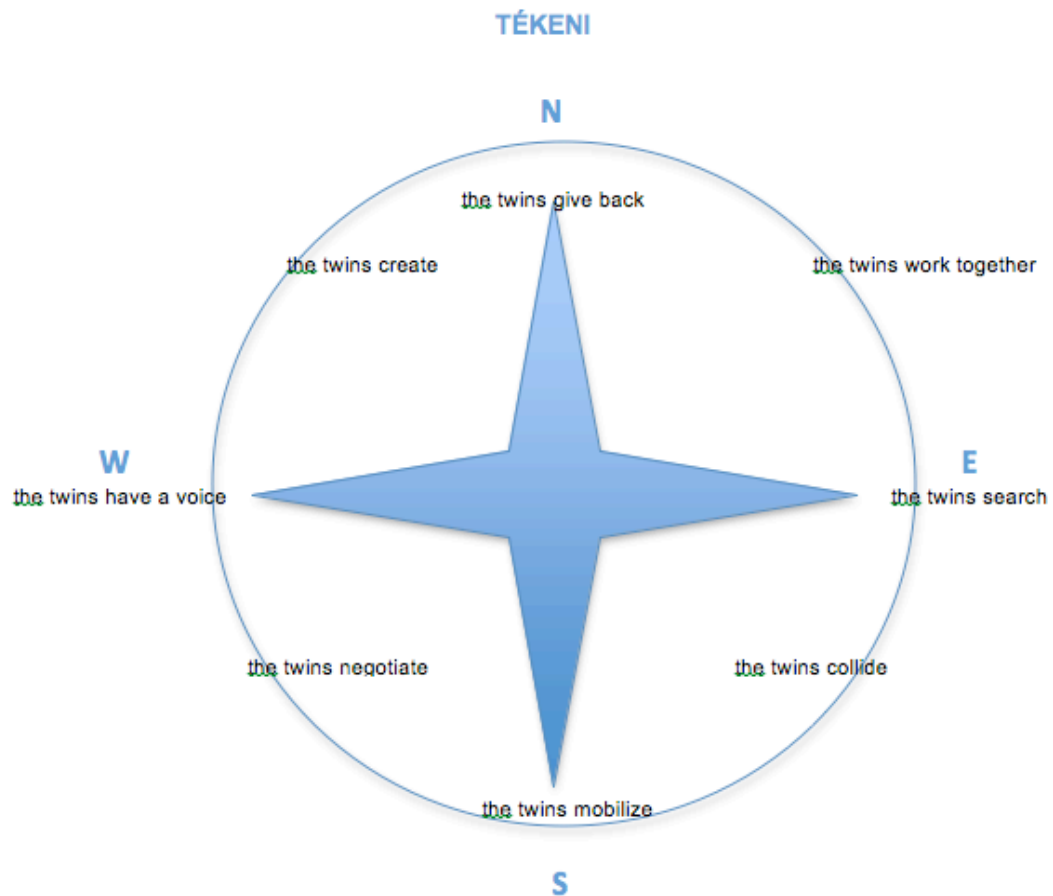 TÉKENI
N
the twins give back
the twins create
the twins work together
W
E
the twins have a voice
the twins search
the twins negotiate
the twins collide
the twins mobilize
S